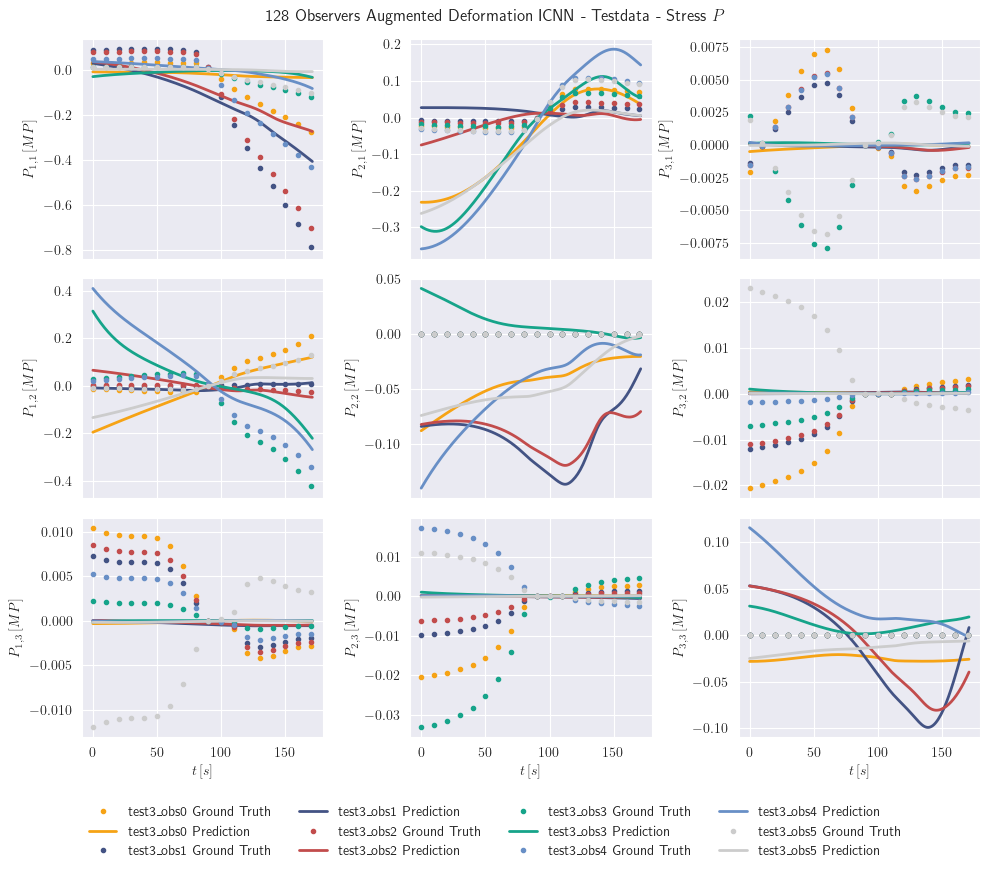 128 Observers Augmented Deformation ICNN - Testdata - Stress P
0.0
−0.2
−0.4
−0.6
−0.8
P1,1 [MP]
0.2
0.1
0.0
−0.1
−0.2
−0.3
P2,1 [MP]
0.0075
0.0050
0.0025
0.0000
−0.0025
−0.0050
−0.0075
P3,1 [MP]
0.4
0.2
0.0
−0.2
−0.4
P1,2 [MP]
0.05
0.00
−0.05
−0.10
P2,2 [MP]
0.02
0.01
0.00
−0.01
−0.02
P3,2 [MP]
0.010
0.005
0.000
−0.005
−0.010
P1,3 [MP]
0 50 100 150
t [s]
0.01
0.00
−0.01
−0.02
−0.03
P2,3 [MP]
0 50 100 150
t [s]
0.10
0.05
0.00
−0.05
−0.10
P3,3 [MP]
0 50 100 150
t [s]
test3_obs0 Ground Truth
test3_obs0 Prediction
test3_obs1 Ground Truth
test3_obs1 Prediction
test3_obs2 Ground Truth
test3_obs2 Prediction
test3_obs3 Ground Truth
test3_obs3 Prediction
test3_obs4 Ground Truth
test3_obs4 Prediction
test3_obs5 Ground Truth
test3_obs5 Prediction